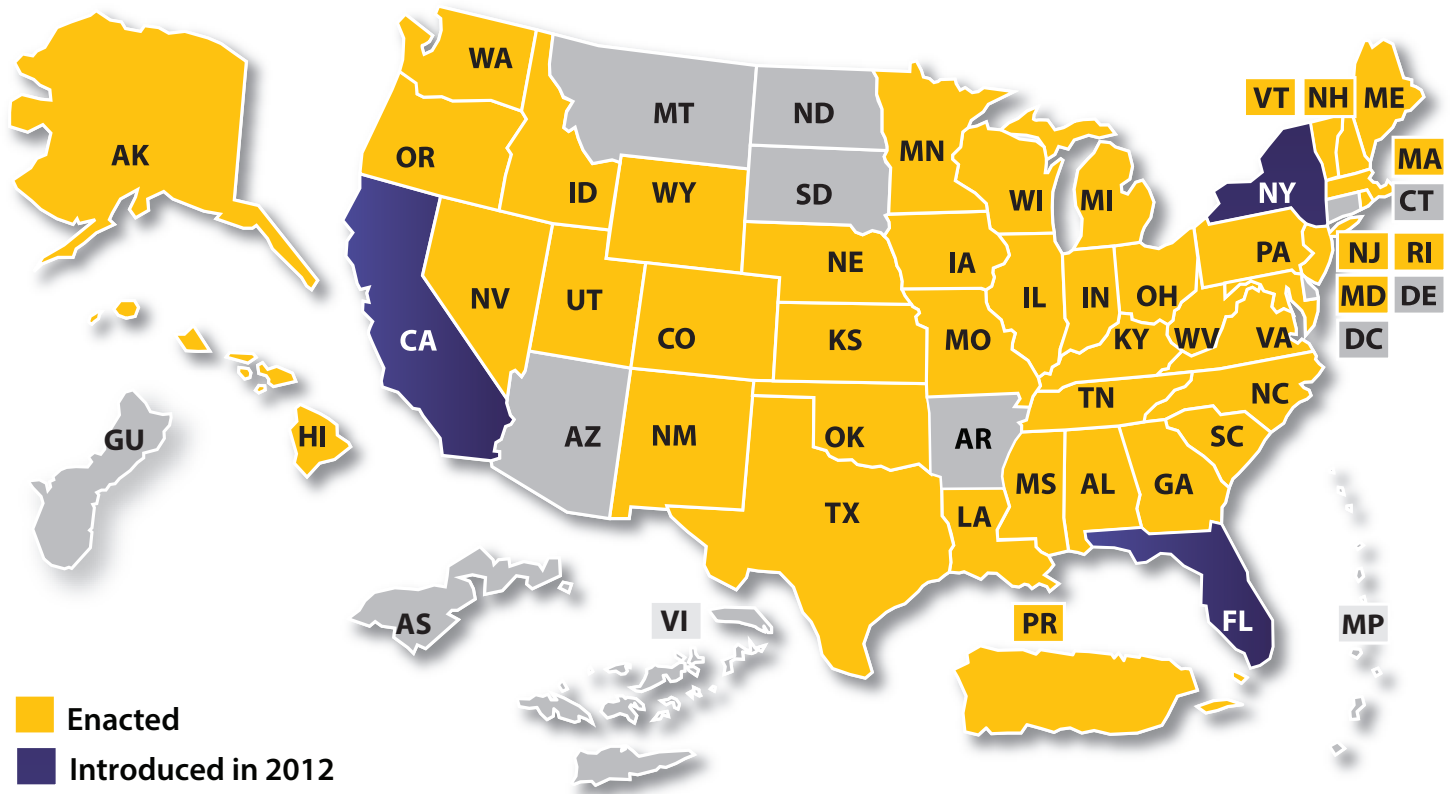 WA
MT
ND
MN
VT
NH
ME
AK
OR
ID
WY
SD
WI
MI
NY
MA
CT
NV
UT
CO
NE
IA
IL
IN
OH
PA
NJ
RI
MD
DE
DC
CA
KS
MO
KY
WV
VA
GU
HI
AZ
NM
OK
AR
TN
NC
SC
MS
AL
GA
TX
LA
AS
VI
PR
FL
MP
Enacted
Introduced in 2012